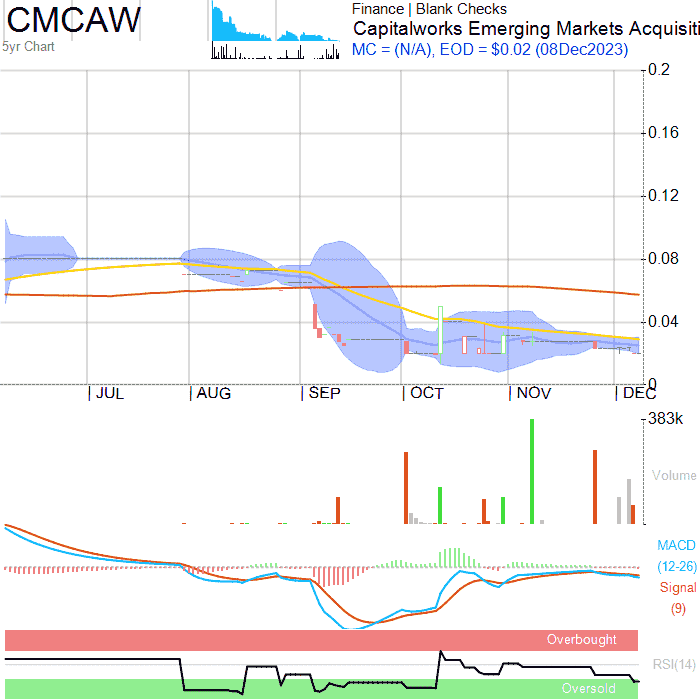 CMCAW
5yr Chart
Finance | Blank Checks
Capitalworks Emerging Markets Acquisiti
MC = (N/A), EOD = $0.02 (08Dec2023)
0.2
0.16
0.12
0.08
0.04
0
JUL
AUG
SEP
OCT
NOV
DEC
383k
Volume
MACD
(12-26)
Signal
(9)
Overbought
RSI(14)
Oversold